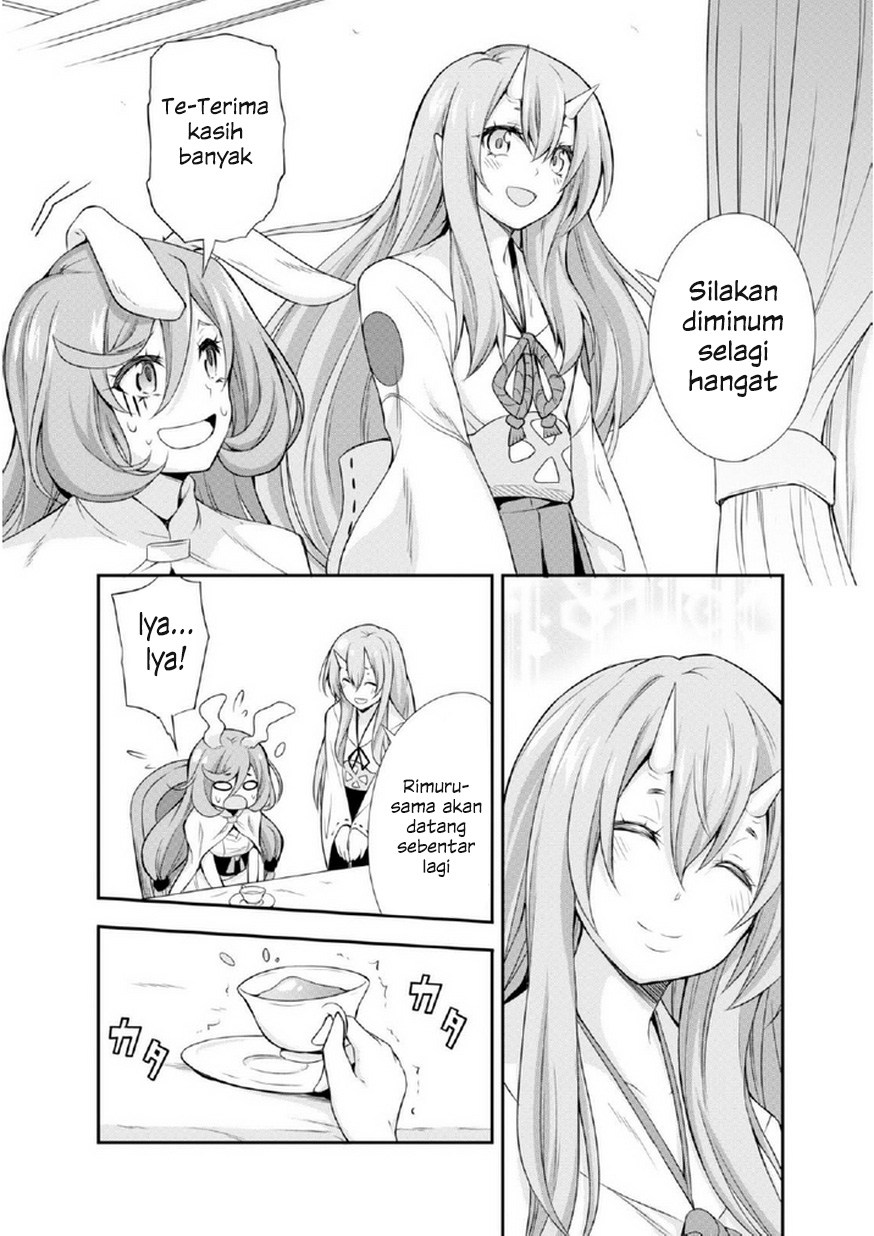 Silakan
diminum
selagi
hangat
Te-Terima
kasih
banyak
Rimuru-
sama akan
datang
sebentar
lagi
Iya...
Iya!
カタ
カタ